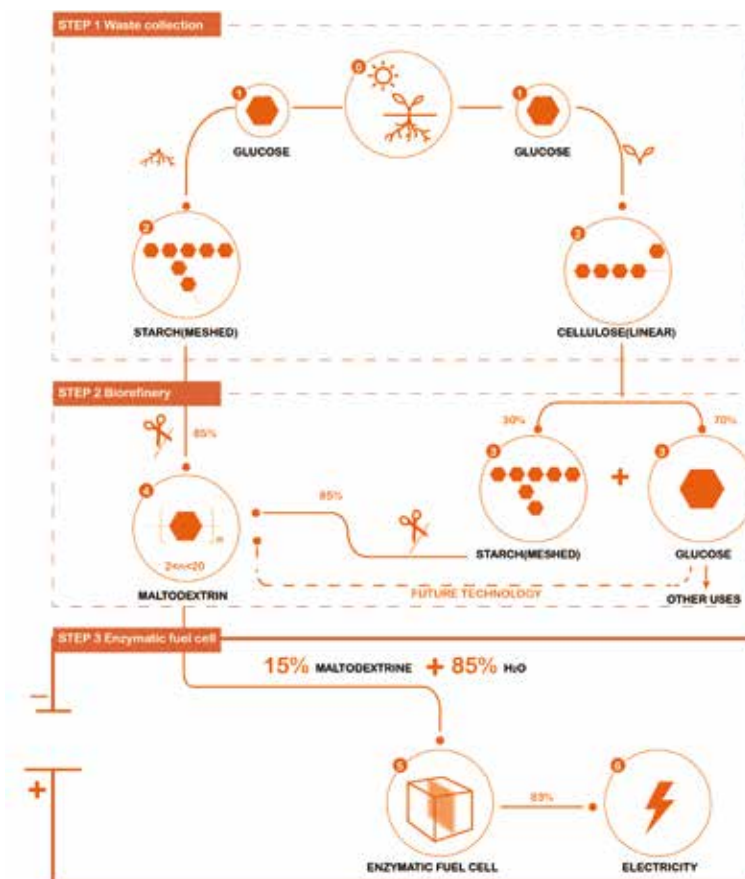 STEP 1 Waste collection
0
1
1
GLUCOSE
GLUCOSE
2
2
STARCH(MESHED)
CELLULOSE(LINEAR)
STEP 2 Biorefinery
85%
30%
70%
3
3
4
85%
+
2<n<20
STARCH(MESHED)
GLUCOSE
MALTODEXTRIN
FUTURE TECHNOLOGY
OTHER USES
STEP 3 Enzymatic fuel cell
15% MALTODEXTRINE + 85% H₂O
−
+
5
6
83%
ENZYMATIC FUEL CELL
ELECTRICITY